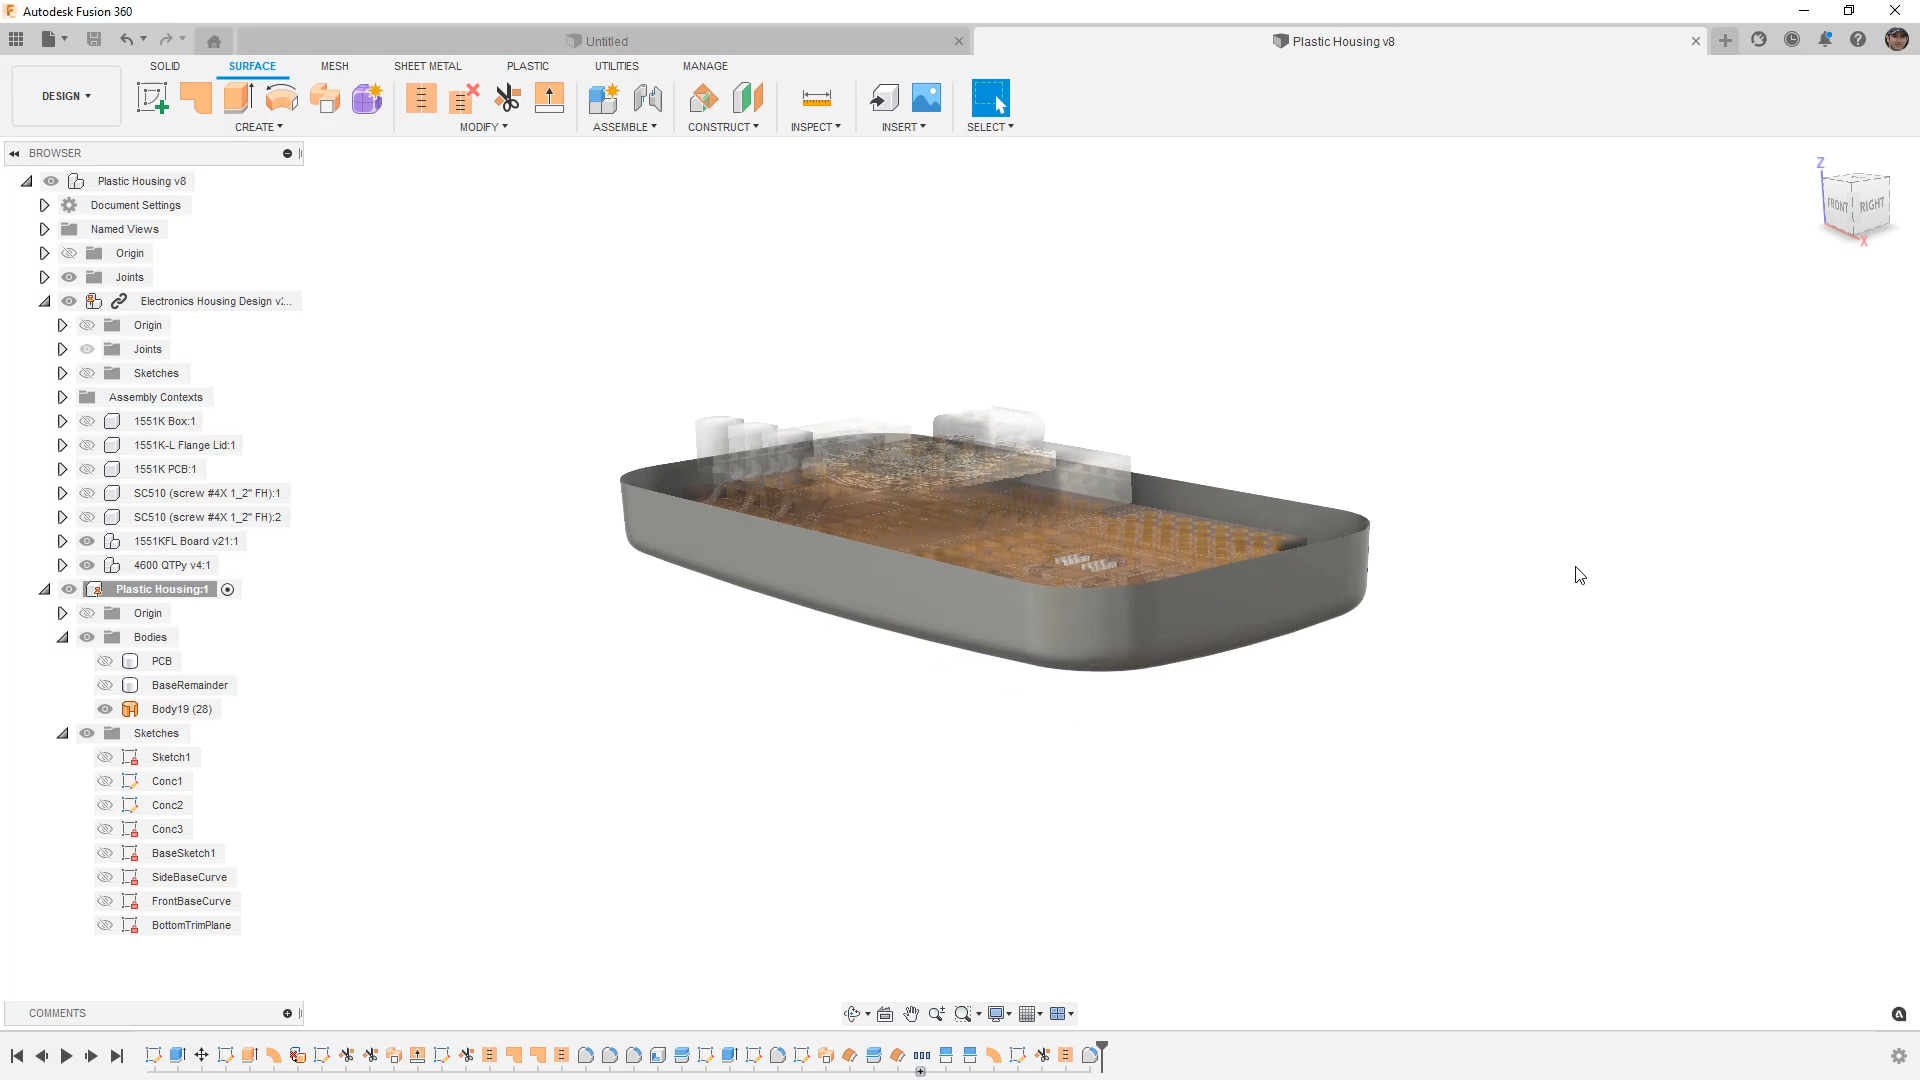 Autodesk Fusion 360
Untitled
Plastic Housing v8
SOLID
SURFACE
MESH
SHEET METAL
PLASTIC
UTILITIES
MANAGE
DESIGN
CREATE
MODIFY
ASSEMBLE
CONSTRUCT
INSPECT
INSERT
SELECT
BROWSER
Plastic Housing v8
Document Settings
Named Views
Origin
Joints
Electronics Housing Design v:...
Origin
Joints
Sketches
Assembly Contexts
1551K Box:1
1551K-L Flange Lid:1
1551K PCB:1
SC510 (screw #4X 1_2" FH):1
SC510 (screw #4X 1_2" FH):2
1551KFL Board v21:1
4600 QTPy v4:1
Plastic Housing:1
Origin
Bodies
PCB
BaseRemainder
Body19 (28)
Sketches
Sketch1
Conc1
Conc2
Conc3
BaseSketch1
SideBaseCurve
FrontBaseCurve
BottomTrimPlane
Z
FRONT
RIGHT
X
COMMENTS